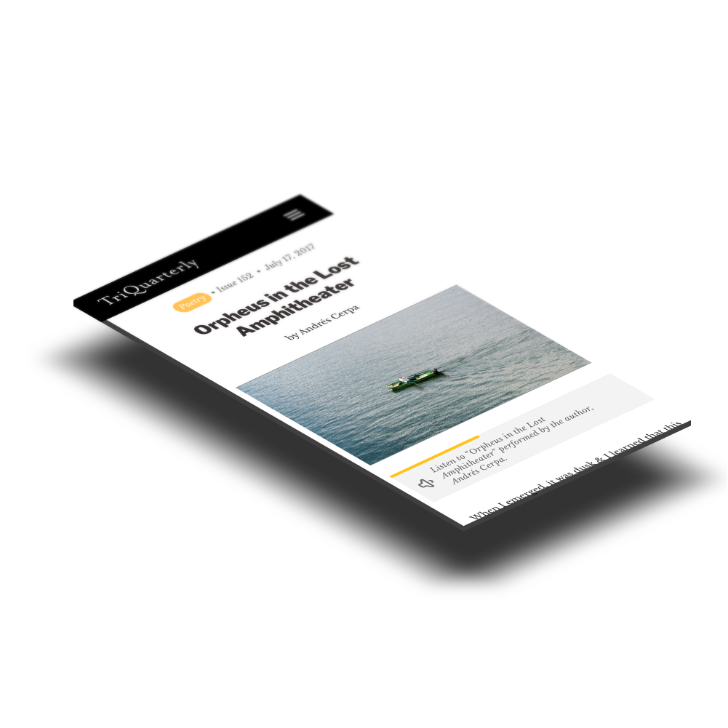 TriQuarterly
Poetry • Issue 152 • July 17, 2017
Orpheus in the Lost
Amphitheater
by Andrés Cerpa
Listen to "Orpheus in the Lost
Amphitheater" performed by the author,
Andrés Cerpa.
When I emerged, it was dusk & I learned that this